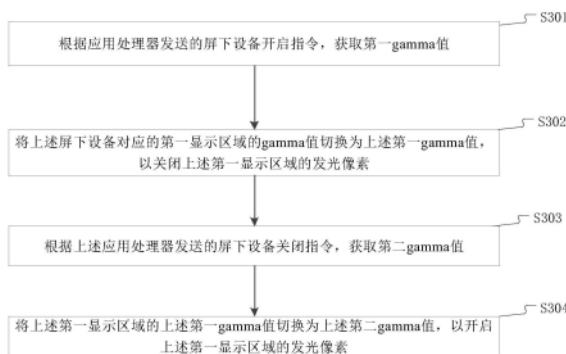 S301
根据应用处理器发送的屏下设备开启指令，获取第一gamma值
S302
将上述屏下设备对应的第一显示区域的gamma值切换为上述第一gamma值，
以关闭上述第一显示区域的发光像素
S303
根据上述应用处理器发送的屏下设备关闭指令，获取第二gamma值
S304
将上述第一显示区域的上述第一gamma值切换为上述第二gamma值，以开启
上述第一显示区域的发光像素